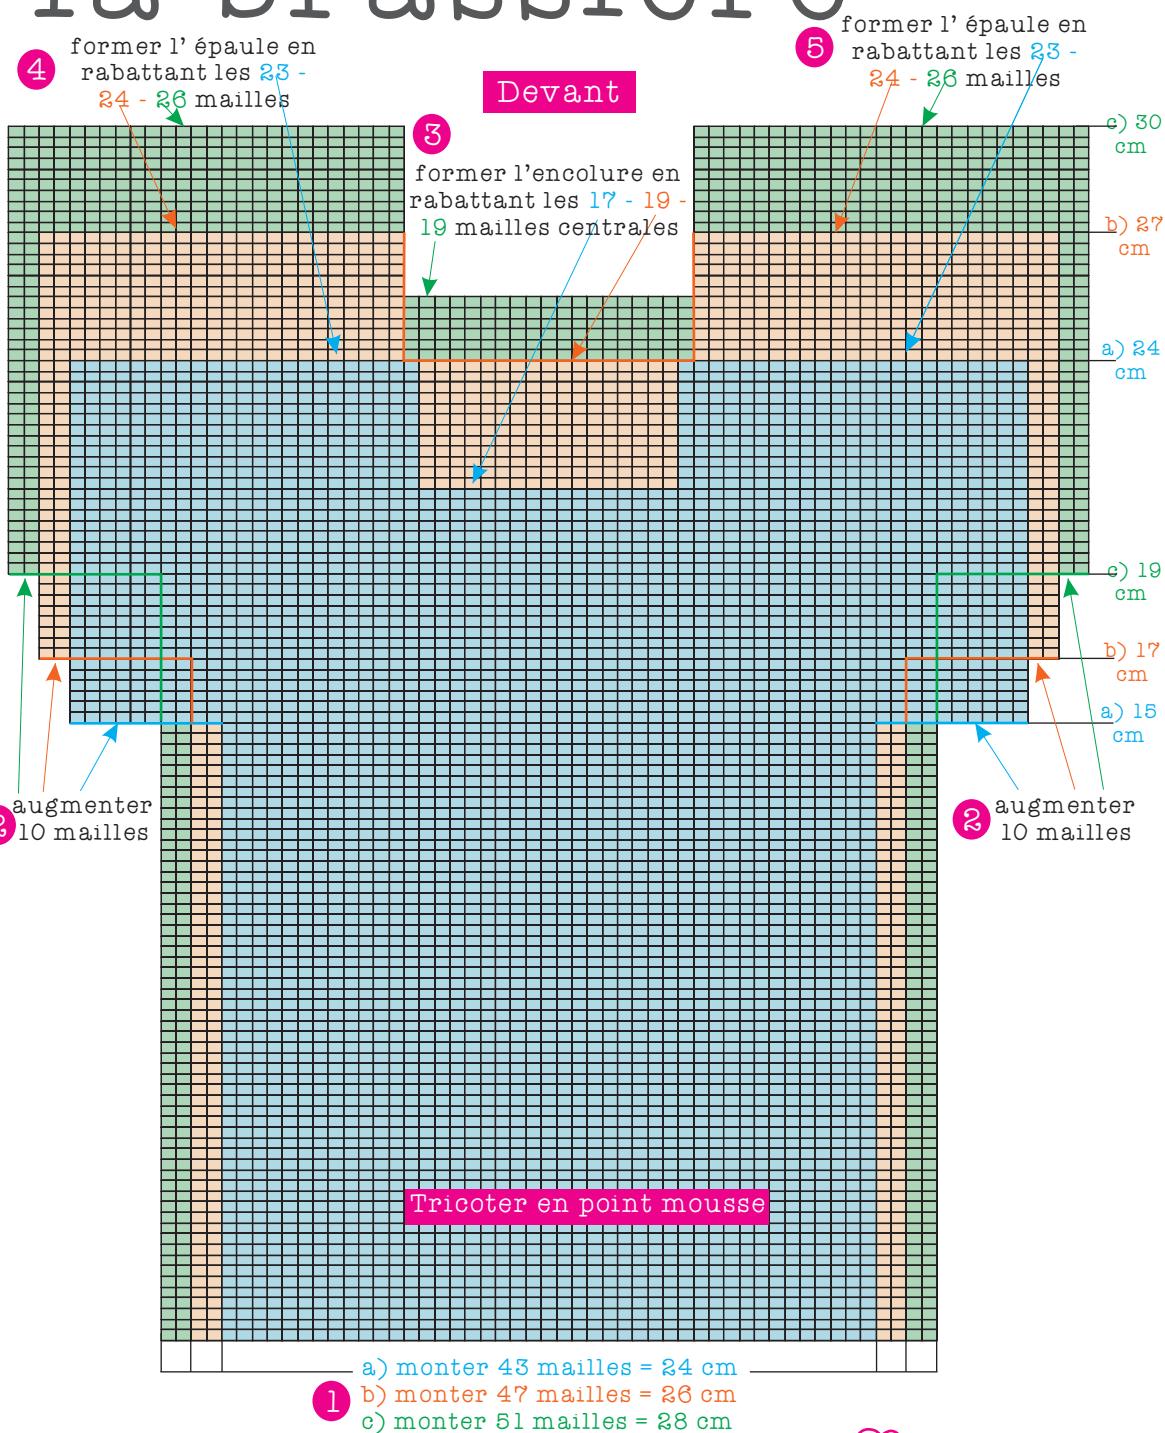 la brassière
4
former l' épaule en
rabattant les 23 -
24 - 26 mailles
Devant
5
former l' épaule en
rabattant les 23 -
24 - 26 mailles
3
former l'encolure en
rabattant les 17 - 19 -
19 mailles centrales
c) 30
cm
b) 27
cm
a) 24
cm
c) 19
cm
b) 17
cm
a) 15
cm
2 augmenter
10 mailles
2 augmenter
10 mailles
Tricoter en point mousse
1
a) monter 43 mailles = 24 cm
b) monter 47 mailles = 26 cm
c) monter 51 mailles = 28 cm